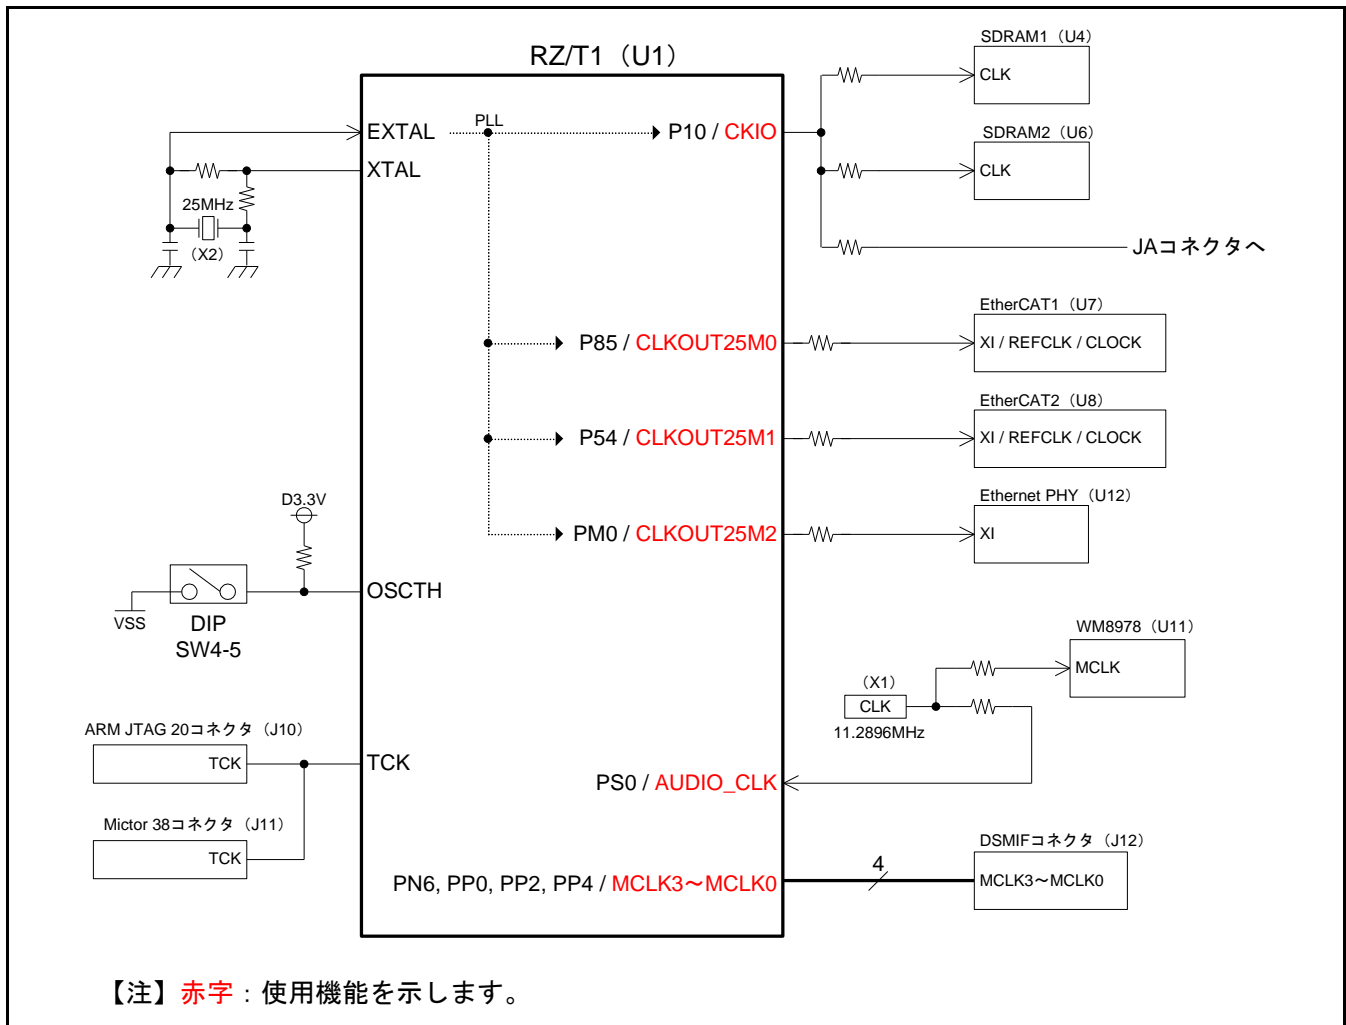 RZ/T1（U1）
SDRAM1（U4）
CLK
EXTAL
PLL
P10 / CKIO
XTAL
SDRAM2（U6）
CLK
25MHz
（X2）
JAコネクタへ
EtherCAT1（U7）
P85 / CLKOUT25M0
XI / REFCLK / CLOCK
EtherCAT2（U8）
P54 / CLKOUT25M1
XI / REFCLK / CLOCK
D3.3V
Ethernet PHY（U12）
PM0 / CLKOUT25M2
XI
OSCTH
VSS
DIP
SW4-5
WM8978（U11）
MCLK
（X1）
CLK
11.2896MHz
ARM JTAG 20コネクタ（J10）
TCK
TCK
PS0 / AUDIO_CLK
Mictor 38コネクタ（J11）
TCK
DSMIFコネクタ（J12）
PN6, PP0, PP2, PP4 / MCLK3～MCLK0
4
MCLK3～MCLK0
【注】赤字：使用機能を示します。